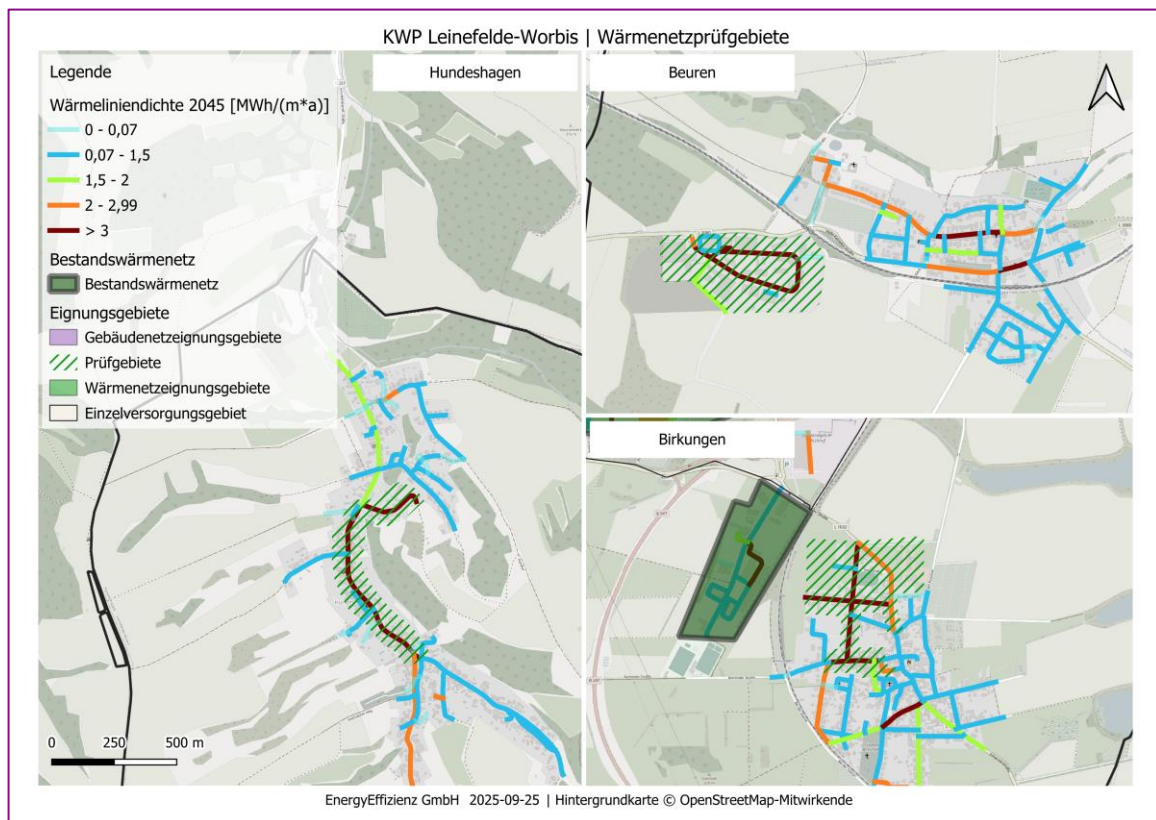 KWP Leinefelde-Worbis | Wärmenetzprüfgebiete
Legende
Wärmeliniendichte 2045 [MWh/(m*a)]
0 - 0,07
0,07 - 1,5
1,5 - 2
2 - 2,99
> 3
Bestandswärmenetz
Bestandswärmenetz
Eignungsgebiete
Gebäudenetzeignungsgebiete
Prüfgebiete
Wärmenetzeignungsgebiete
Einzelversorgungsgebiet
Hundeshagen
0 250 500 m
Beuren
Birkungen
EnergyEffizienz GmbH 2025-09-25 | Hintergrundkarte © OpenStreetMap-Mitwirkende